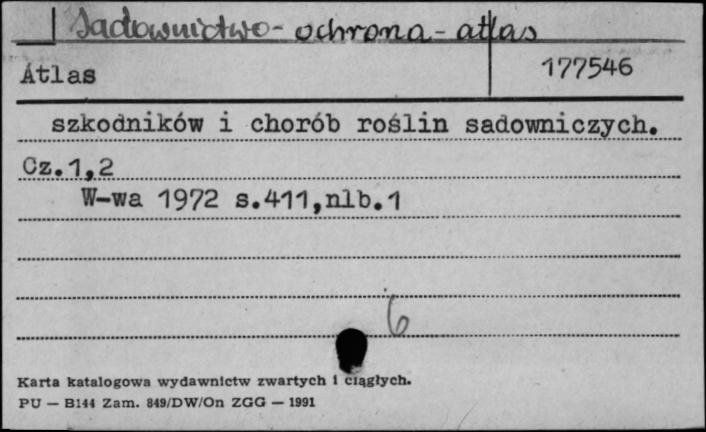 Sadownictwo - ochrona - atlas
Atlas
177546
szkodników i chorób roślin sadowniczych.
Cz.1,2
W-wa 1972 s.411,nlb.1
6
Karta katalogowa wydawnictw zwartych i ciągłych.
PU — B144 Zam. 849/DW/On ZGG — 1991